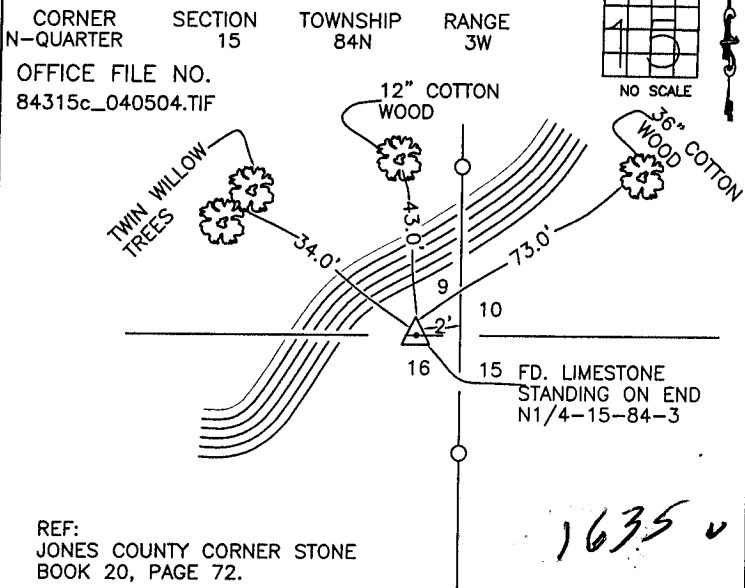 CORNER SECTION TOWNSHIP RANGE
N-QUARTER 15 84N 3W
OFFICE FILE NO.
84315c_040504.TIF
15
NO SCALE
12" COTTON
WOOD
36" COTTON
WOOD
TWIN WILLOW
TREES
43.0'
34.0'
73.0'
9
10
2'
16
15
FD. LIMESTONE
STANDING ON END
N1/4-15-84-3
REF:
JONES COUNTY CORNER STONE
BOOK 20, PAGE 72.
1635